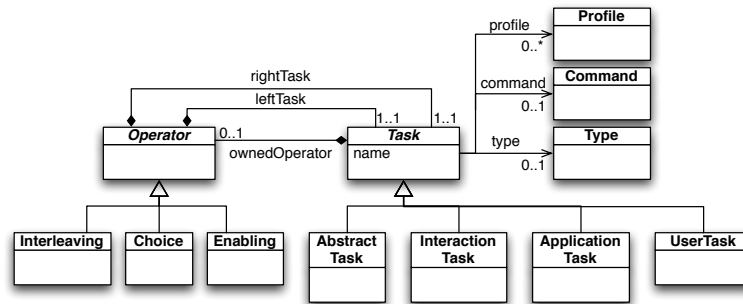 profile
Profile
0..*
rightTask
command
Command
leftTask
0..1
1..1
1..1
Operator
0..1
Task
type
Type
ownedOperator
name
0..1
Interleaving
Choice
Enabling
Abstract
Task
Interaction
Task
Application
Task
UserTask